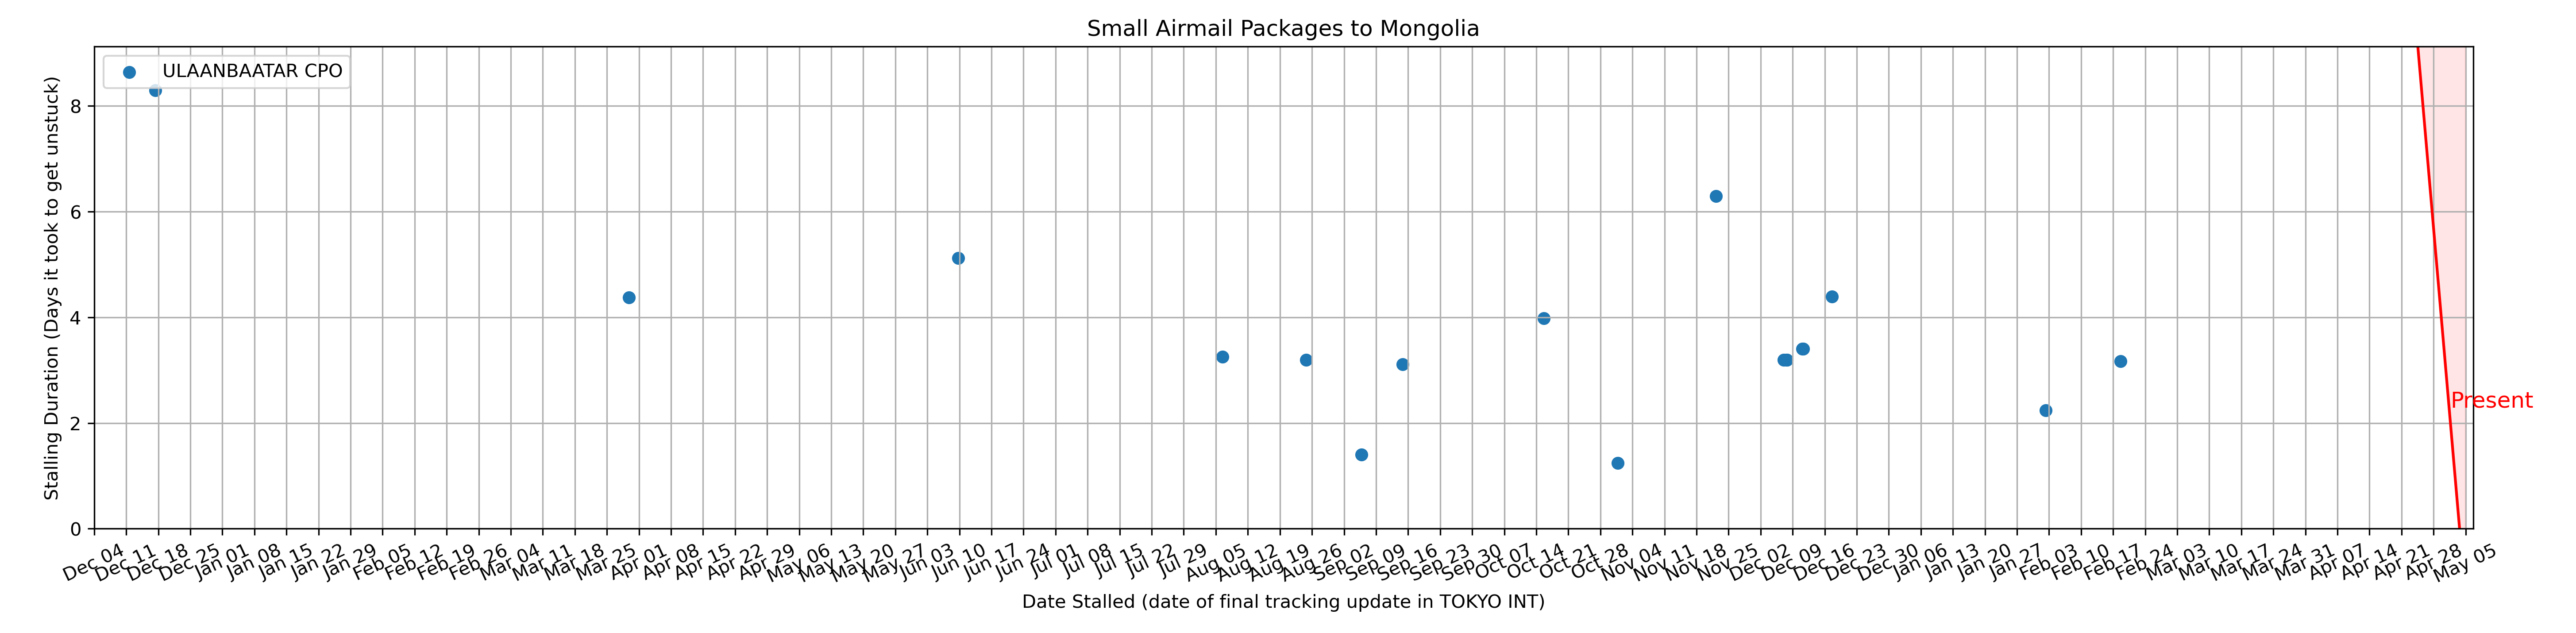 Small Airmail Packages to Mongolia
ULAANBAATAR CPO
Stalling Duration (Days it took to get unstuck)
8
6
4
2
0
Present
Dec 04
Dec 11
Dec 18
Dec 25
Jan 01
Jan 08
Jan 15
Jan 22
Jan 29
Feb 05
Feb 12
Feb 19
Feb 26
Mar 04
Mar 11
Mar 18
Mar 25
Apr 01
Apr 08
Apr 15
Apr 22
Apr 29
May 06
May 13
May 20
May 27
Jun 03
Jun 10
Jun 17
Jun 24
Jul 01
Jul 08
Jul 15
Jul 22
Jul 29
Aug 05
Aug 12
Aug 19
Aug 26
Sep 02
Sep 09
Sep 16
Sep 23
Sep 30
Oct 07
Oct 14
Oct 21
Oct 28
Nov 04
Nov 11
Nov 18
Nov 25
Dec 02
Dec 09
Dec 16
Dec 23
Dec 30
Jan 06
Jan 13
Jan 20
Jan 27
Feb 03
Feb 10
Feb 17
Feb 24
Mar 03
Mar 10
Mar 17
Mar 24
Mar 31
Apr 07
Apr 14
Apr 21
Apr 28
May 05
Date Stalled (date of final tracking update in TOKYO INT)